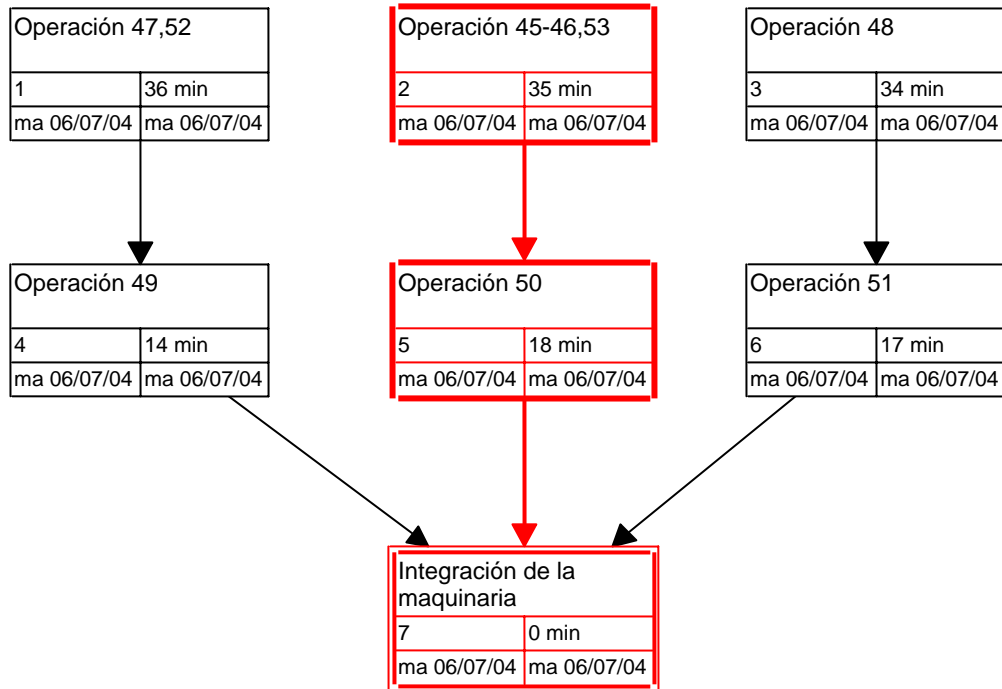 Operación 47,52
1 36 min
ma 06/07/04 ma 06/07/04
Operación 45-46,53
2 35 min
ma 06/07/04 ma 06/07/04
Operación 48
3 34 min
ma 06/07/04 ma 06/07/04
Operación 49
4 14 min
ma 06/07/04 ma 06/07/04
Operación 50
5 18 min
ma 06/07/04 ma 06/07/04
Operación 51
6 17 min
ma 06/07/04 ma 06/07/04
Integración de la
maquinaria
7 0 min
ma 06/07/04 ma 06/07/04